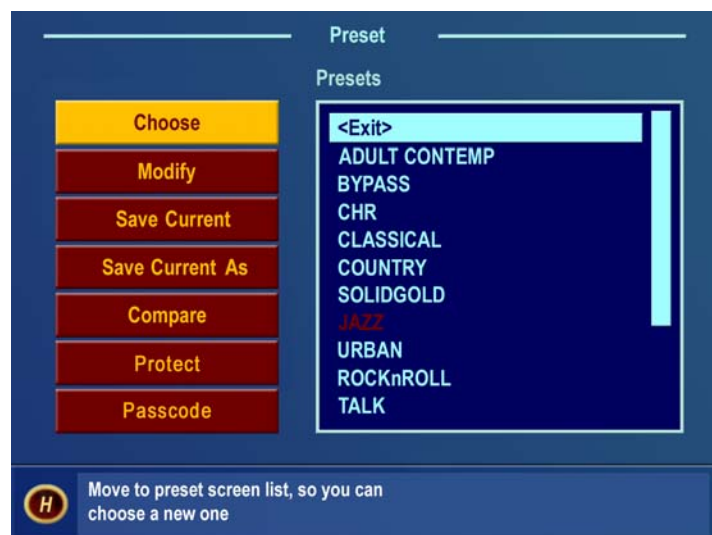 Preset
Presets
Choose
Modify
Save Current
Save Current As
Compare
Protect
Passcode
<Exit>
ADULT CONTEMP
BYPASS
CHR
CLASSICAL
COUNTRY
SOLIDGOLD
JAZZ
URBAN
ROCKnROLL
TALK
H
Move to preset screen list, so you can
choose a new one